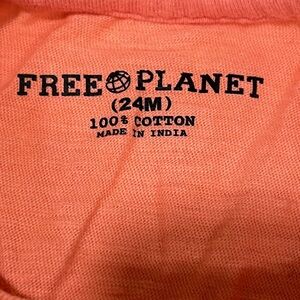 FREE PLANET
(24M)
100% COTTON
MADE IN INDIA